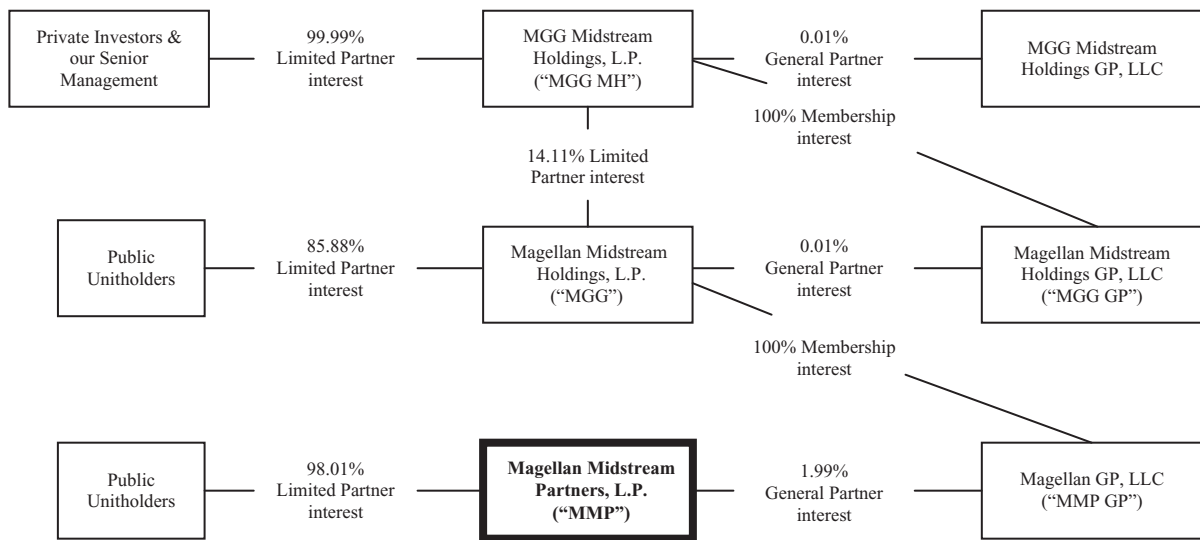 Private Investors &
our Senior
Management
99.99%
Limited Partner
interest
MGG Midstream
Holdings, L.P.
(“MGG MH”)
0.01%
General Partner
interest
MGG Midstream
Holdings GP, LLC
100% Membership
interest
14.11% Limited
Partner interest
Public
Unitholders
85.88%
Limited Partner
interest
Magellan Midstream
Holdings, L.P.
(“MGG”)
0.01%
General Partner
interest
Magellan Midstream
Holdings GP, LLC
(“MGG GP”)
100% Membership
interest
Public
Unitholders
98.01%
Limited Partner
interest
Magellan Midstream
Partners, L.P.
(“MMP”)
1.99%
General Partner
interest
Magellan GP, LLC
(“MMP GP”)